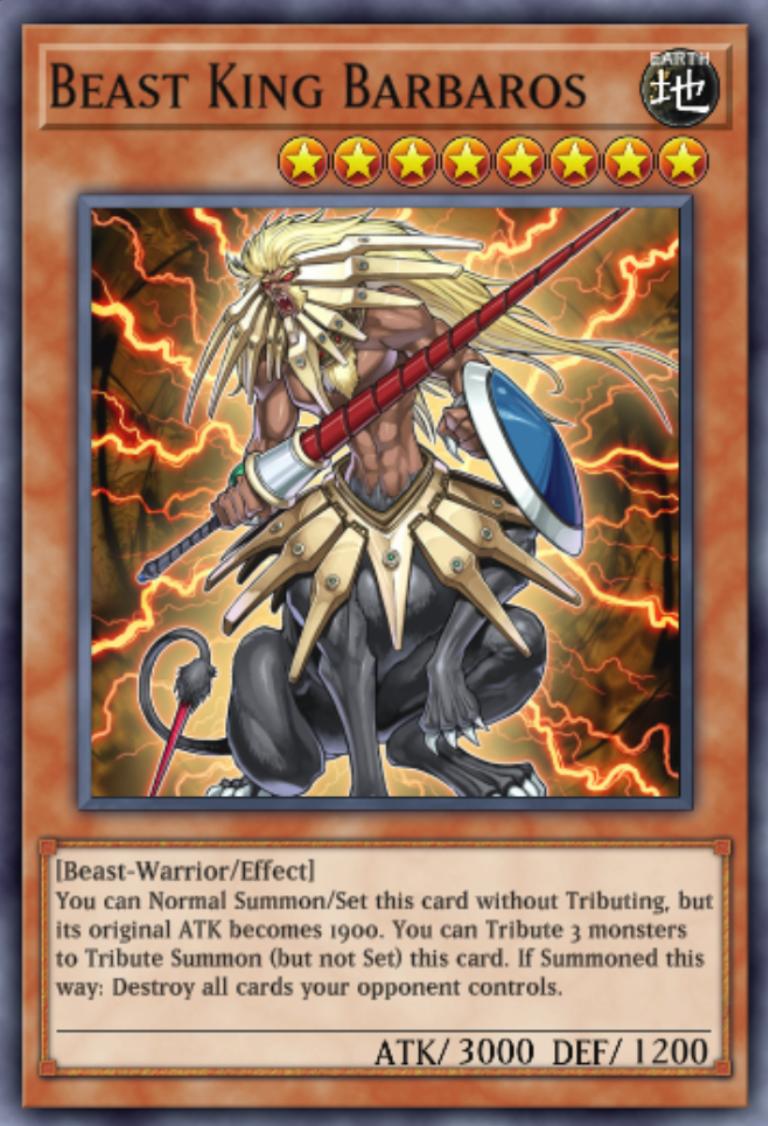 BEAST KING BARBAROS
EARTH
地
[Beast-Warrior/Effect]
You can Normal Summon/Set this card without Tributing, but
its original ATK becomes 1900. You can Tribute 3 monsters
to Tribute Summon (but not Set) this card. If Summoned this
way: Destroy all cards your opponent controls.
ATK/ 3000 DEF/ 1200